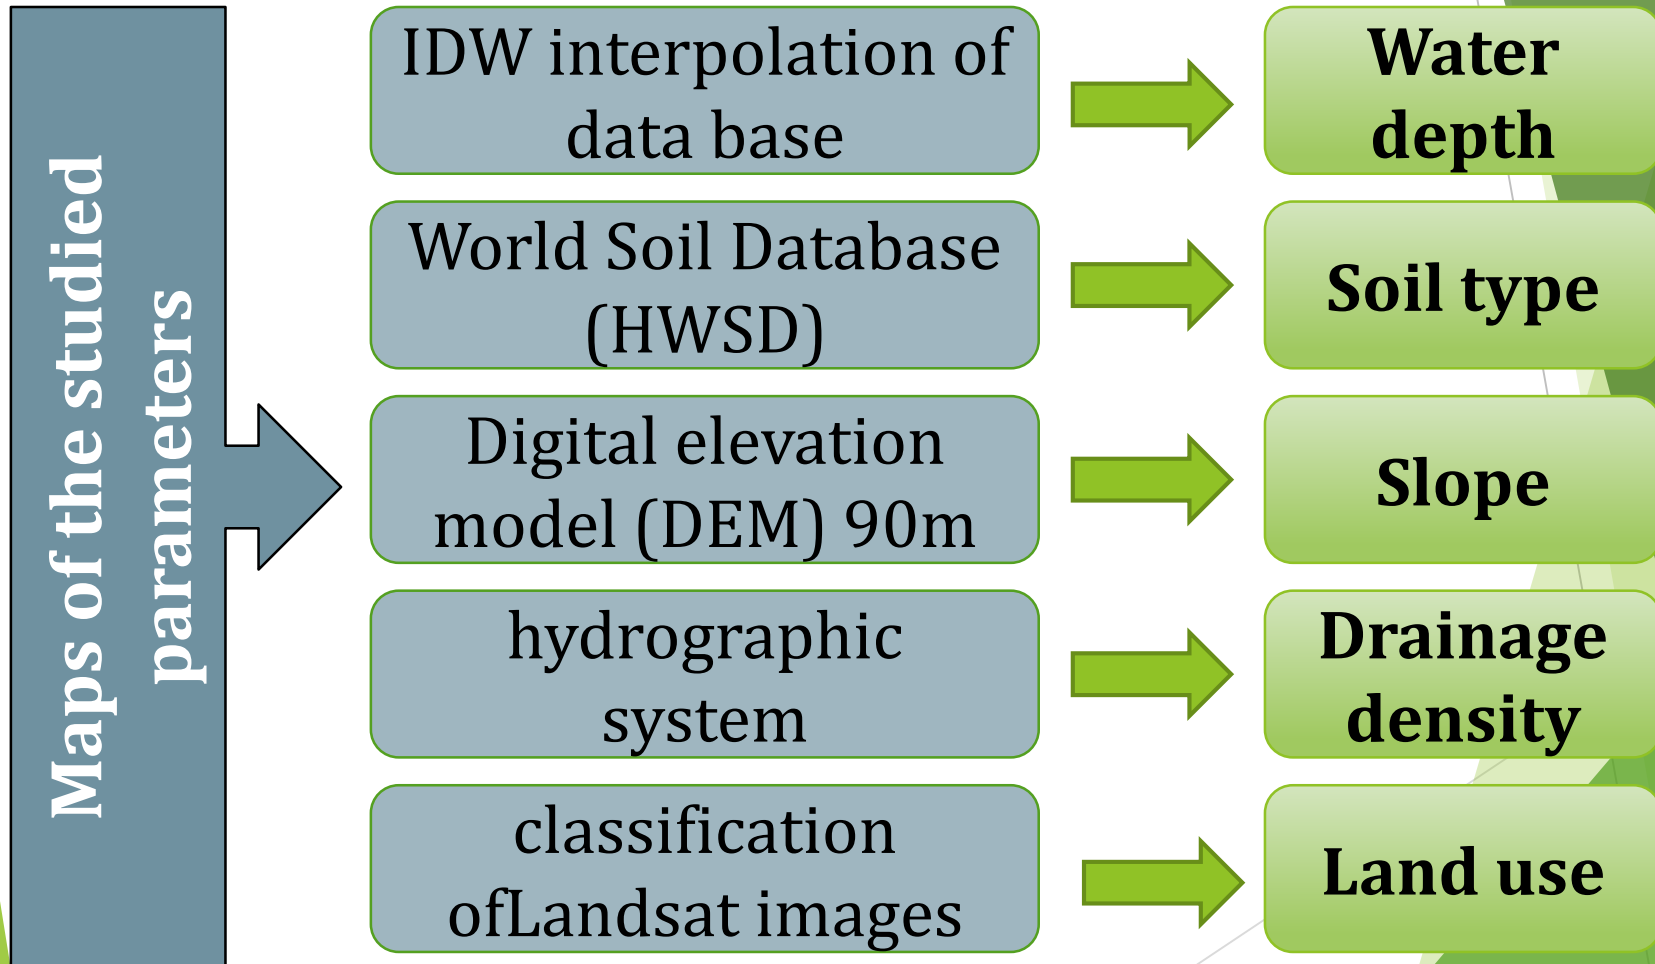 Maps of the studied
parameters
IDW interpolation of
data base
Water
depth
World Soil Database
(HWSD)
Soil type
Digital elevation
model (DEM) 90m
Slope
hydrographic
system
Drainage
density
classification
ofLandsat images
Land use